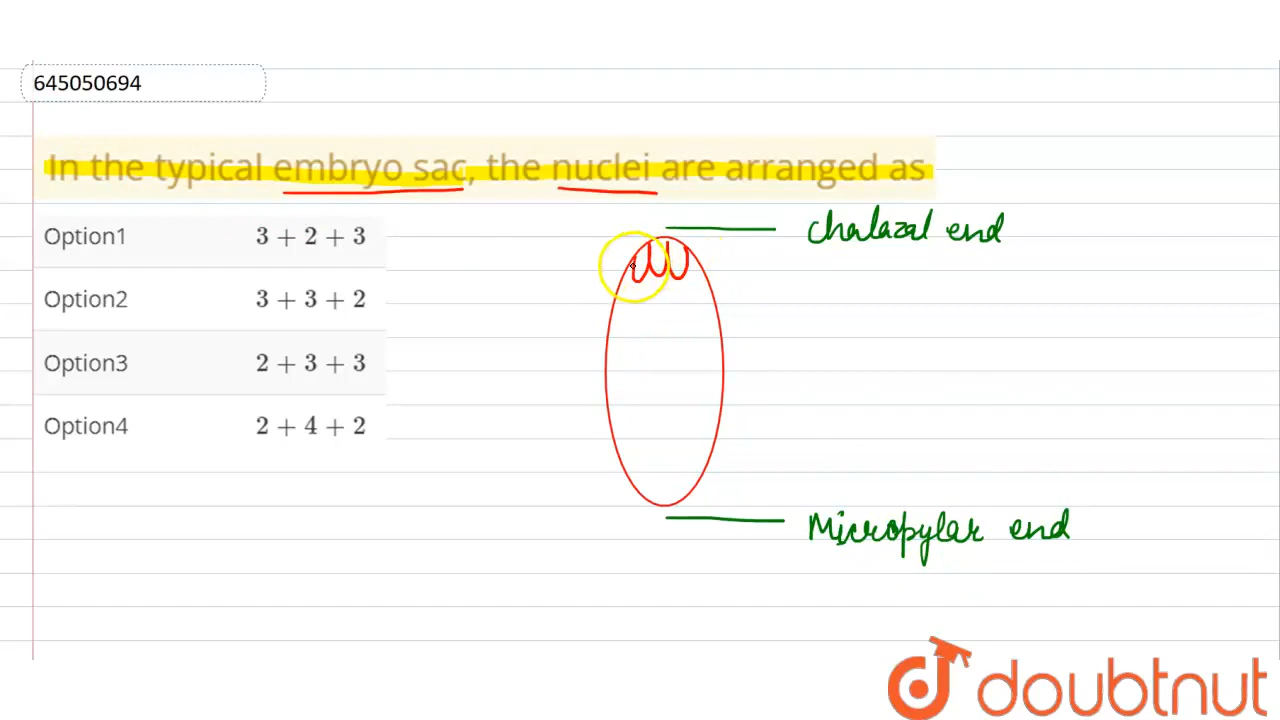 645050694
In the typical embryo sac, the nuclei are arranged as
Option1 3 + 2 + 3
Option2 3 + 3 + 2
Option3 2 + 3 + 3
Option4 2 + 4 + 2
Chalazal end
Micropylar end
doubtnut